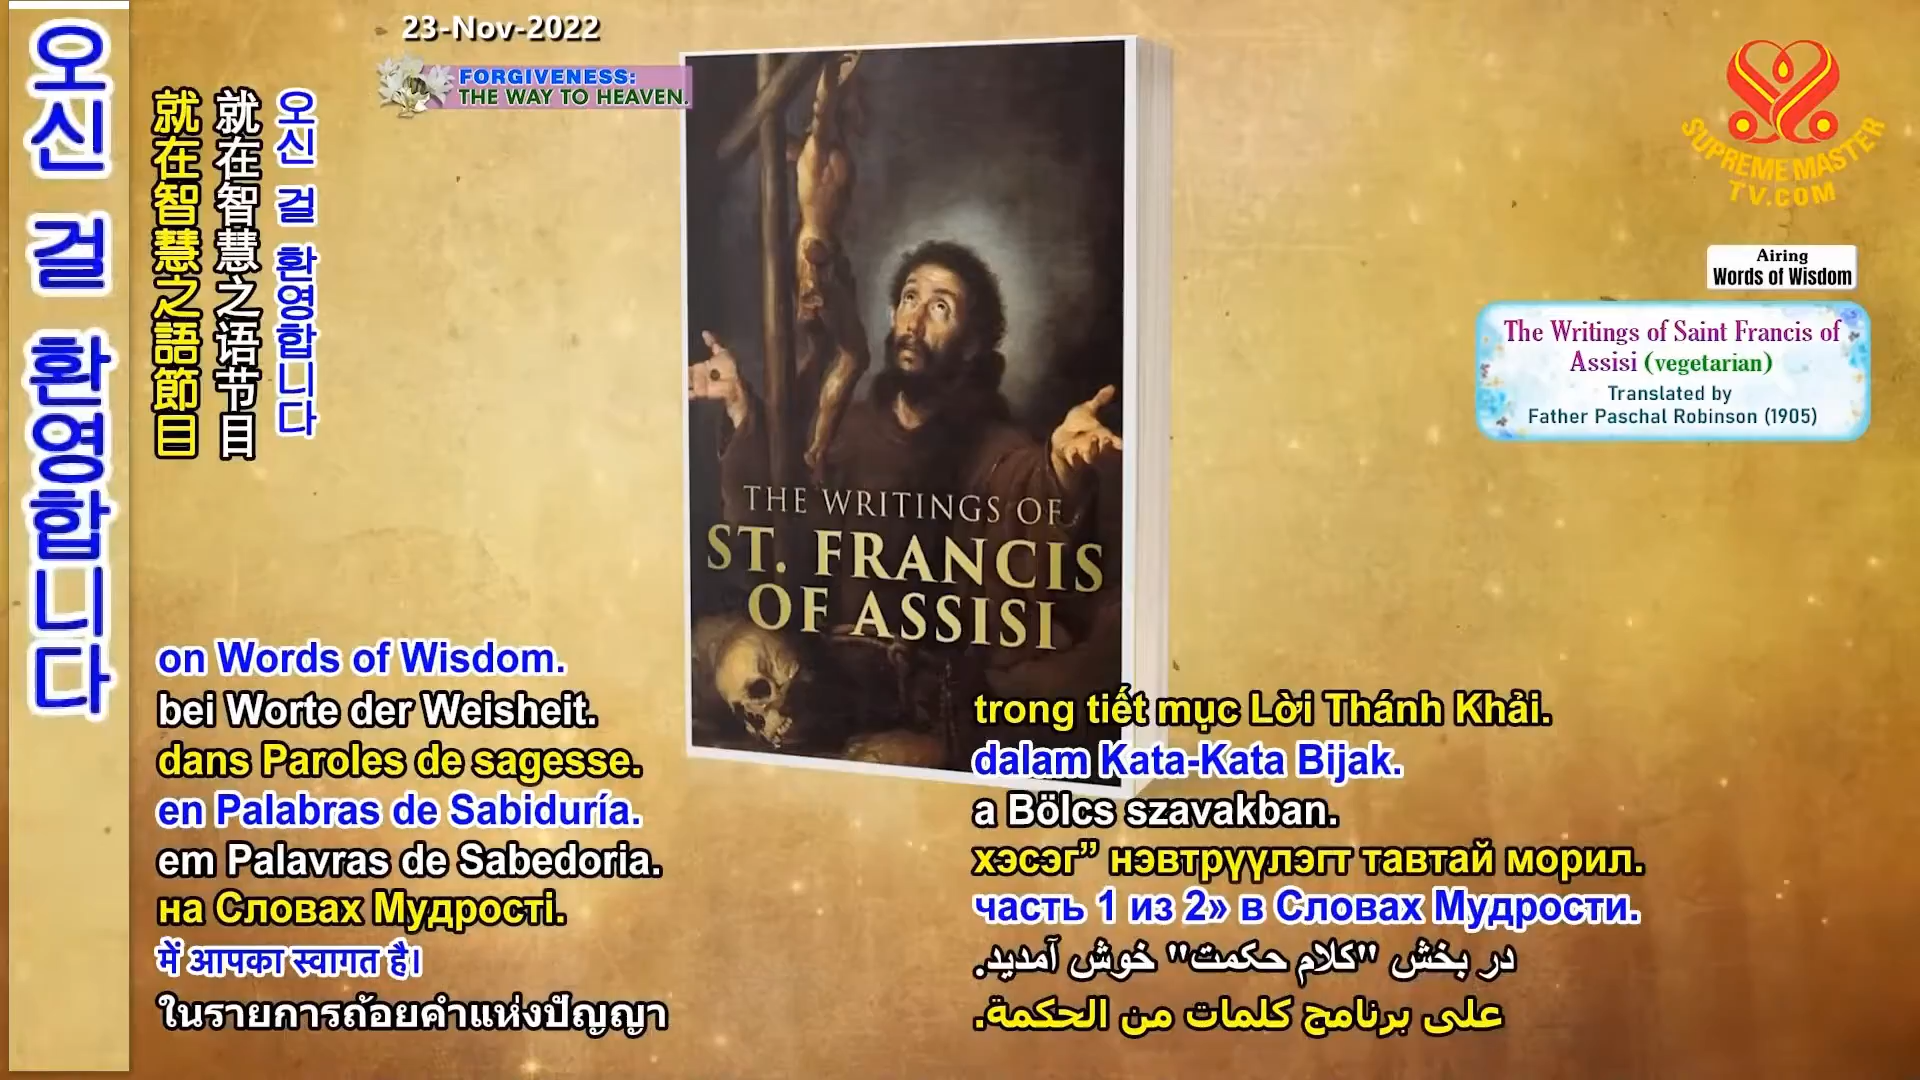 오신 걸 환영합니다
就在智慧之語節目
就在智慧之语节目
오신 걸 환영합니다
23-Nov-2022
FORGIVENESS:
THE WAY TO HEAVEN.
THE WRITINGS OF
ST. FRANCIS
OF ASSISI
SUPREME MASTER
TV.COM
Airing
Words of Wisdom
The Writings of Saint Francis of
Assisi (vegetarian)
Translated by
Father Paschal Robinson (1905)
on Words of Wisdom.
bei Worte der Weisheit.
dans Paroles de sagesse.
en Palabras de Sabiduría.
em Palavras de Sabedoria.
на Словах Мудрості.
में आपका स्वागत है।
ในรายการถ้อยคำแห่งปัญญา
trong tiết mục Lời Thánh Khải.
dalam Kata-Kata Bijak.
a Bölcs szavakban.
хэсэг” нэвтрүүлэгт тавтай морил.
часть 1 из 2» в Словах Мудрости.
در بخش "کلام حکمت" خوش آمدید.
على برنامج كلمات من الحكمة.